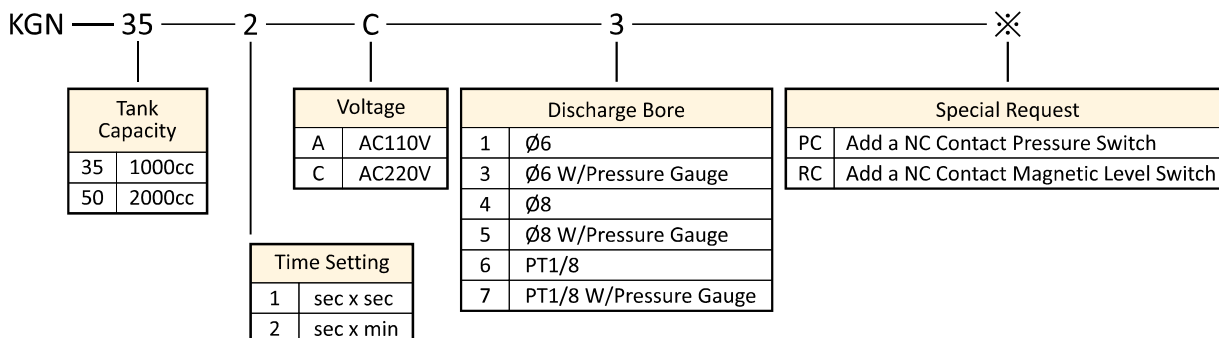 KGN 35 2 C 3 ※
Tank
Capacity
35 1000cc
50 2000cc
Time Setting
1 sec x sec
2 sec x min
Voltage
A AC110V
C AC220V
Discharge Bore
1 Ø6
3 Ø6 W/Pressure Gauge
4 Ø8
5 Ø8 W/Pressure Gauge
6 PT1/8
7 PT1/8 W/Pressure Gauge
Special Request
PC Add a NC Contact Pressure Switch
RC Add a NC Contact Magnetic Level Switch